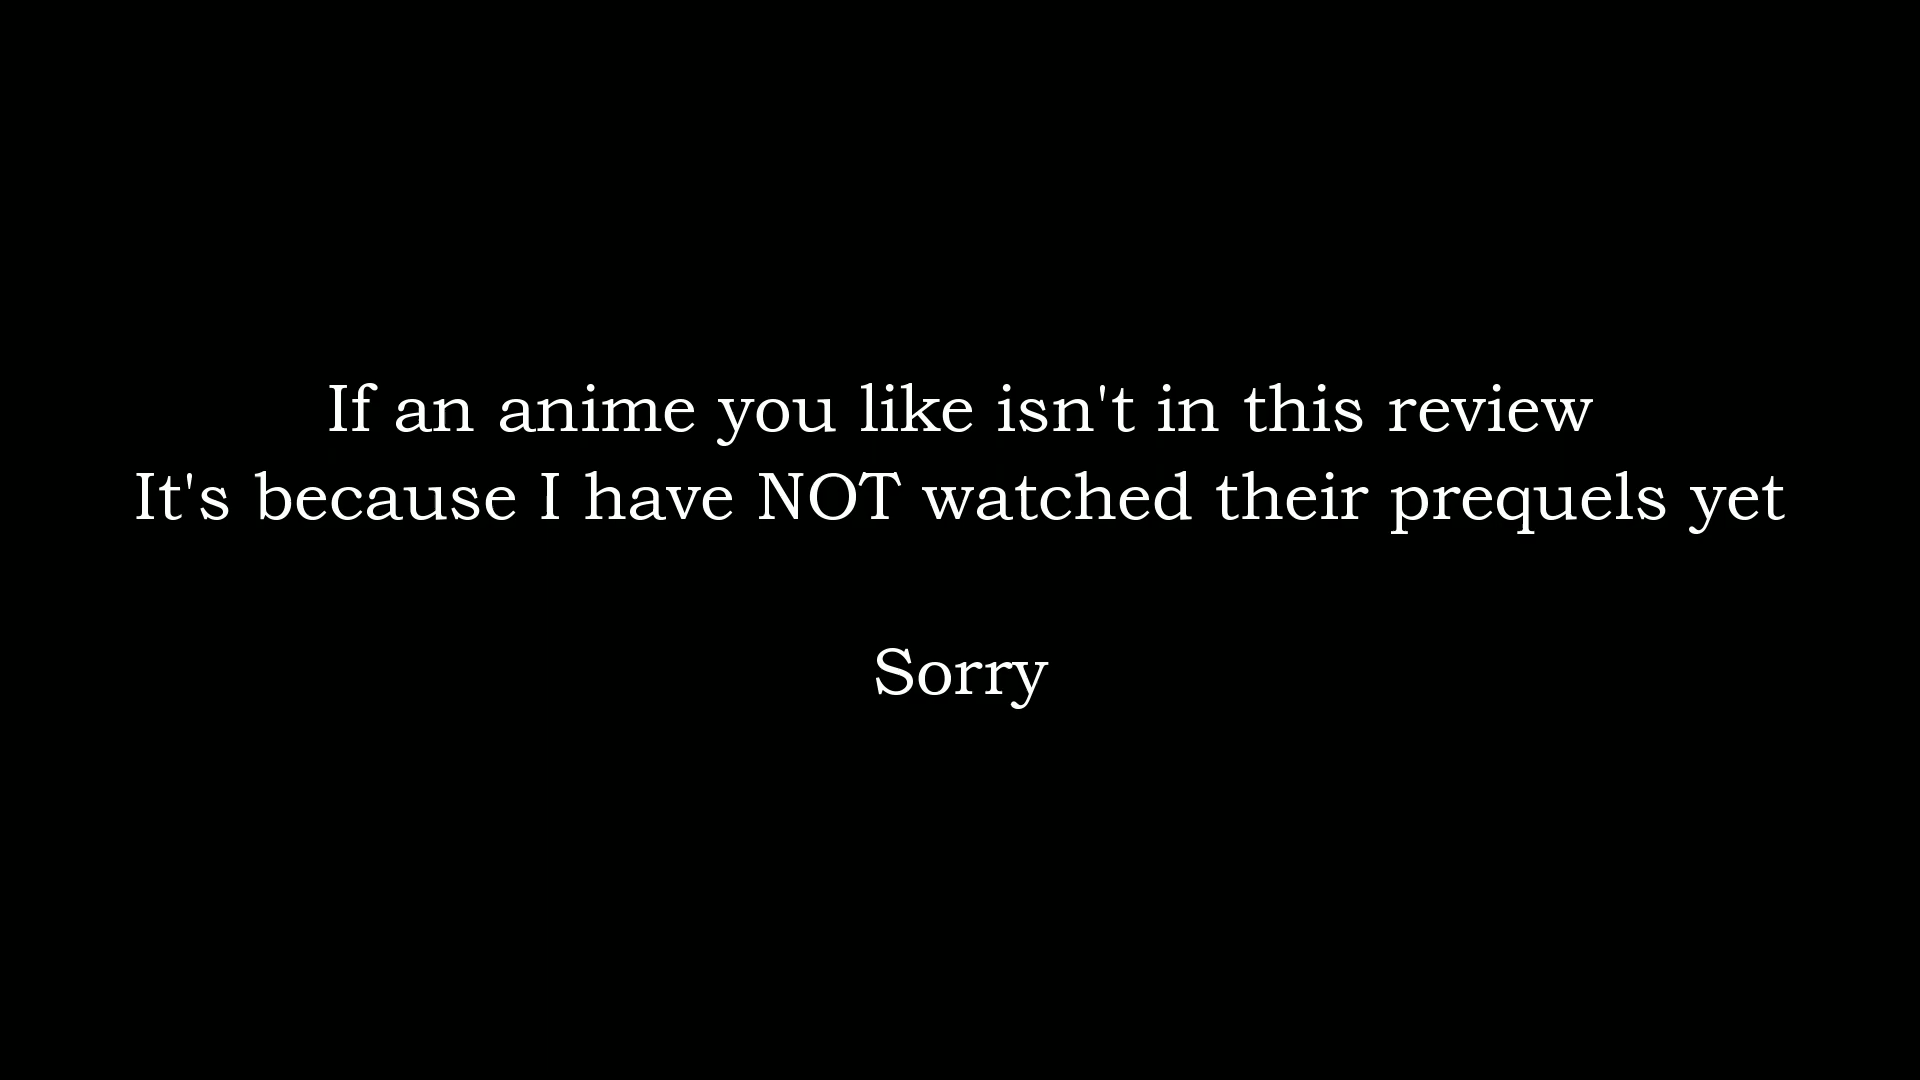 If an anime you like isn't in this review
It's because I have NOT watched their prequels yet
Sorry